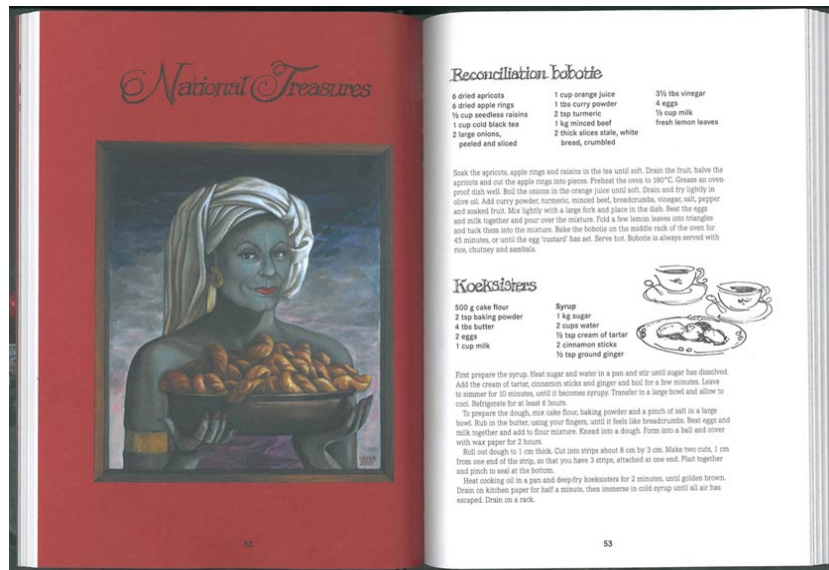 National Treasures
52
Reconciliation bobotie
6 dried apricots
6 dried apple rings
½ cup seedless raisins
1 cup cold black tea
2 large onions,
peeled and sliced
1 cup orange juice
1 tbs curry powder
2 tsp turmeric
1 kg minced beef
2 thick slices stale, white
bread, crumbled
3½ tbs vinegar
4 eggs
½ cup milk
fresh lemon leaves
Soak the apricots, apple rings and raisins in the tea until soft. Drain the fruit, halve the
apricots and cut the apple rings into pieces. Preheat the oven to 180°C. Grease an oven-
proof dish well. Boil the onions in the orange juice until soft. Drain and fry lightly in
olive oil. Add curry powder, turmeric, minced beef, breadcrumbs, vinegar, salt, pepper
and soaked fruit. Mix lightly with a large fork and place in the dish. Beat the eggs
and milk together and pour over the mixture. Fold a few lemon leaves into triangles
and tuck them into the mixture. Bake the bobotie on the middle rack of the oven for
45 minutes, or until the egg 'custard' has set. Serve hot. Bobotie is always served with
rice, chutney and sambals.
Koeksisters
500 g cake flour
2 tsp baking powder
4 tbs butter
2 eggs
1 cup milk
Syrup
1 kg sugar
2 cups water
½ tsp cream of tartar
2 cinnamon sticks
½ tsp ground ginger
First prepare the syrup. Heat sugar and water in a pan and stir until sugar has dissolved.
Add the cream of tartar, cinnamon sticks and ginger and boil for a few minutes. Leave
to simmer for 10 minutes, until it becomes syrupy. Transfer to a large bowl and allow to
cool. Refrigerate for at least 6 hours.
To prepare the dough, mix cake flour, baking powder and a pinch of salt in a large
bowl. Rub in the butter, using your fingers, until it feels like breadcrumbs. Beat eggs and
milk together and add to flour mixture. Knead into a dough. Form into a ball and cover
with wax paper for 2 hours.
Roll out dough to 1 cm thick. Cut into strips about 8 cm by 3 cm. Make two cuts, 1 cm
from one end of the strip, so that you have 3 strips, attached at one end. Plait together
and pinch to seal at the bottom.
Heat cooking oil in a pan and deep-fry koeksisters for 2 minutes, until golden brown.
Drain on kitchen paper for half a minute, then immerse in cold syrup until all air has
escaped. Drain on a rack.
53